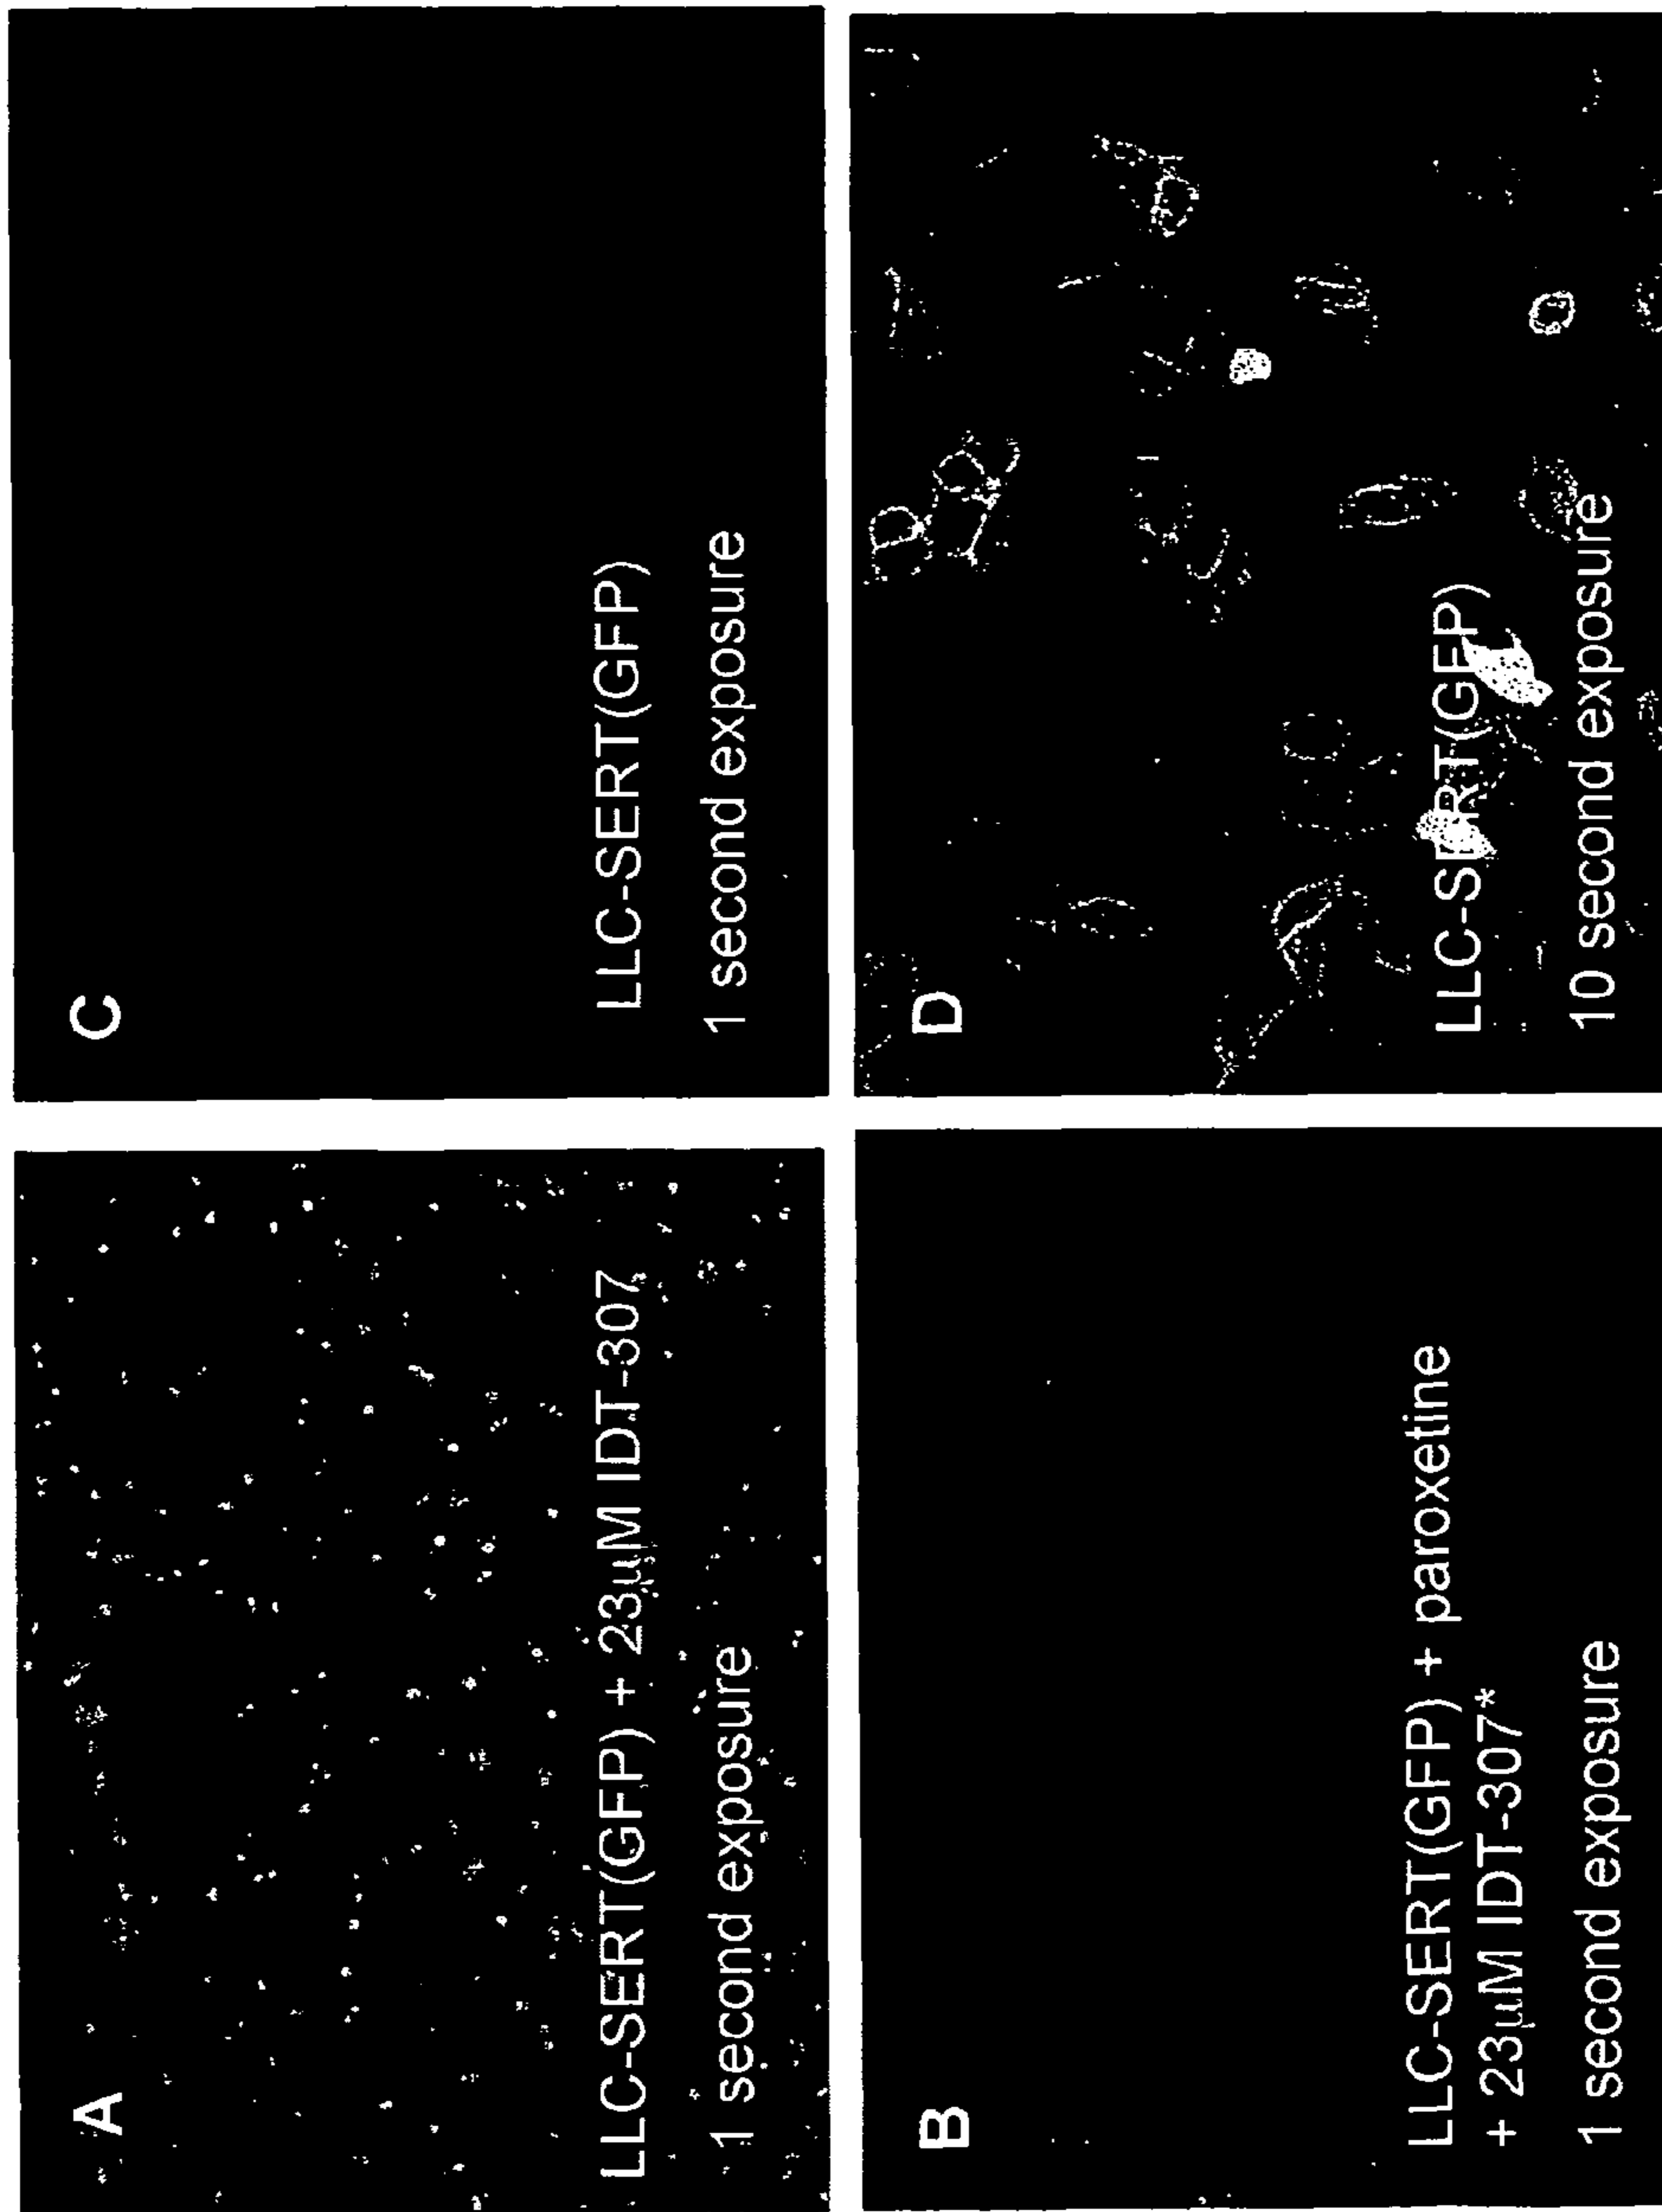 A
LLC-SERT(GFP) + 23µM IDT-307
1 second exposure
B
LLC-SERT(GFP) + paroxetine
+ 23µM IDT-307*
1 second exposure
C
LLC-SERT(GFP)
1 second exposure
D
LLC-SERT(GFP)
10 second exposure